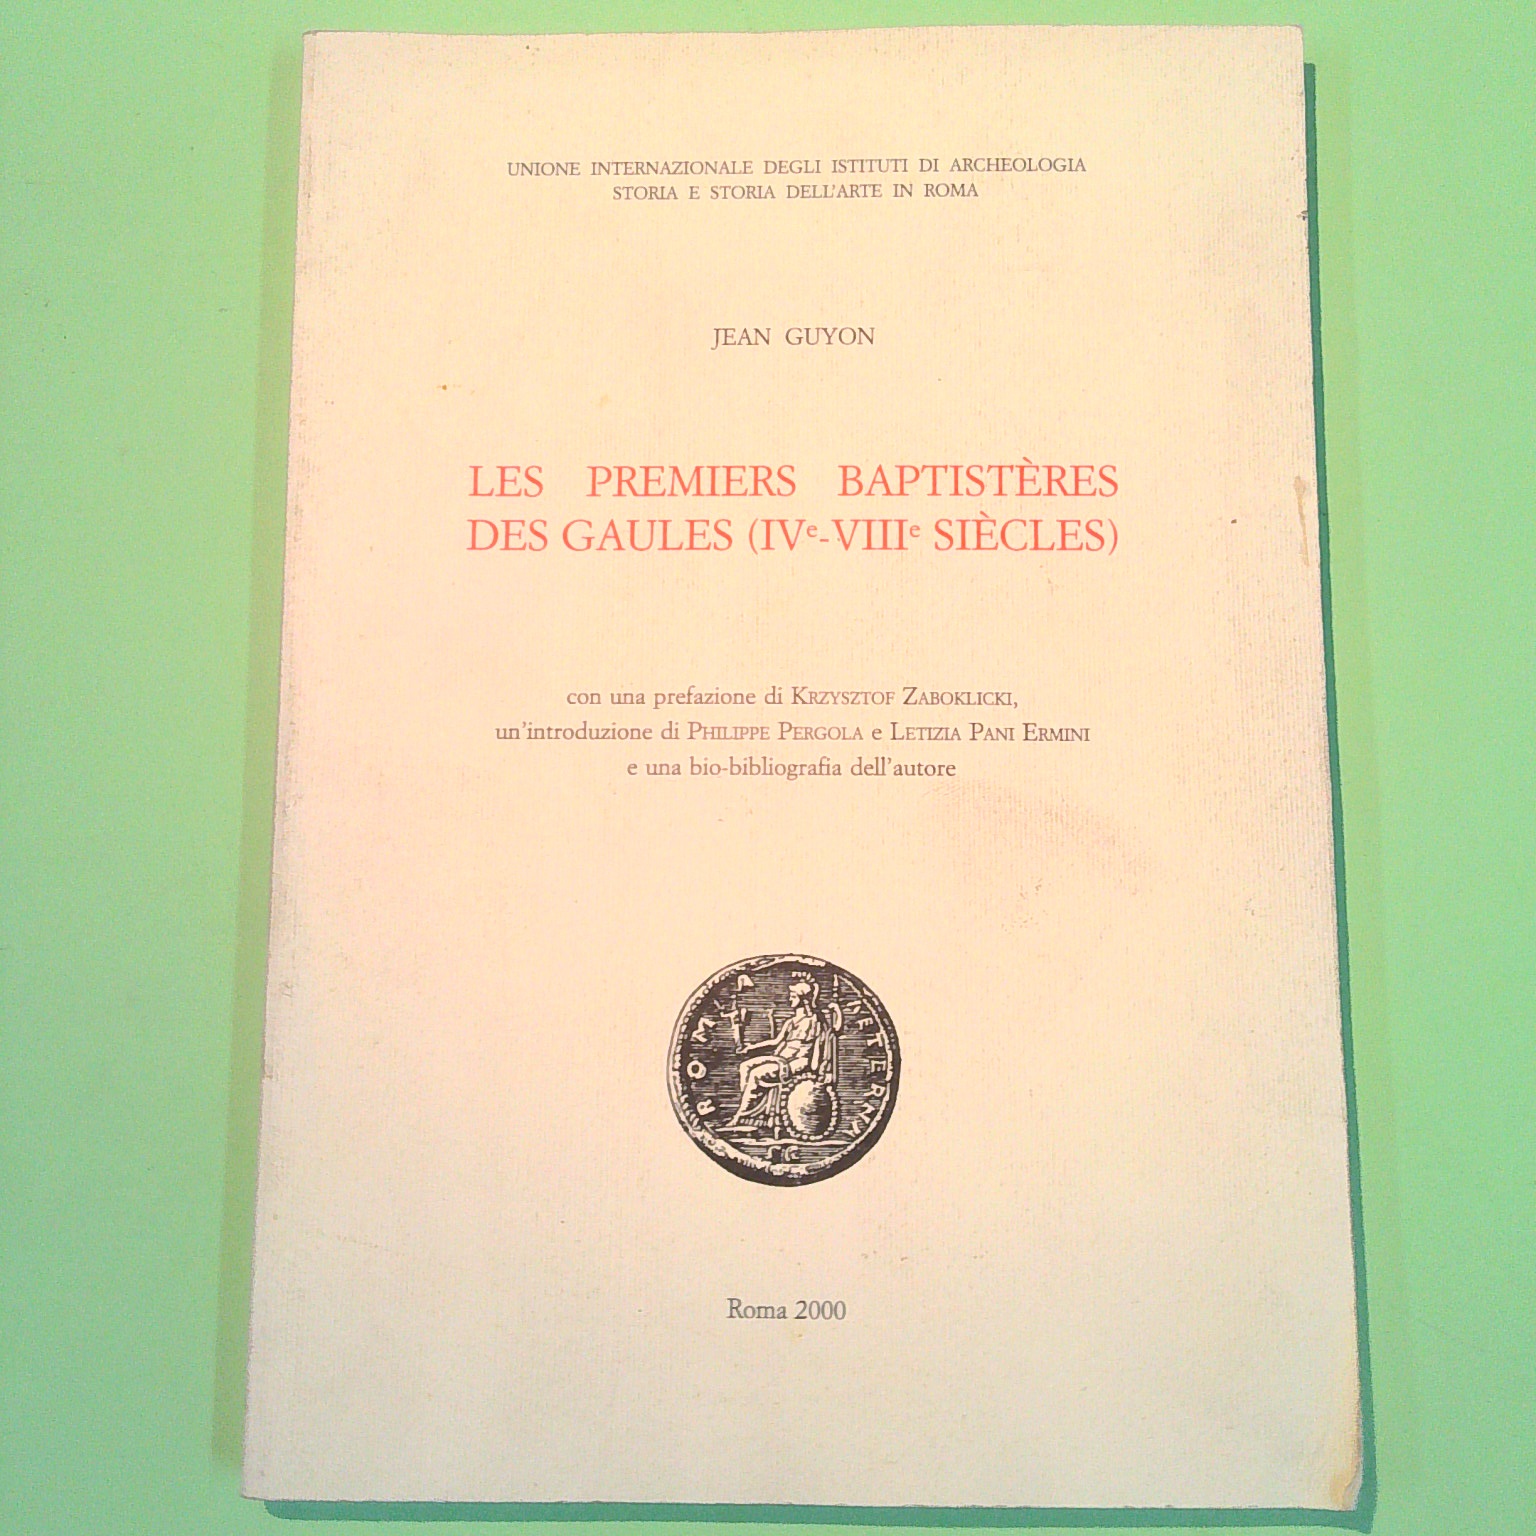 UNIONE INTERNAZIONALE DEGLI ISTITUTI DI ARCHEOLOGIA
STORIA E STORIA DELL'ARTE IN ROMA
JEAN GUYON
LES PREMIERS BAPTISTÈRES
DES GAULES (IVᵉ-VIIIᵉ SIÈCLES)
con una prefazione di KRZYSZTOF ZABOKLICKI,
un'introduzione di PHILIPPE PERGOLA e LETIZIA PANI ERMINI
e una bio-bibliografia dell'autore
ROMA AETERNA
SC
Roma 2000